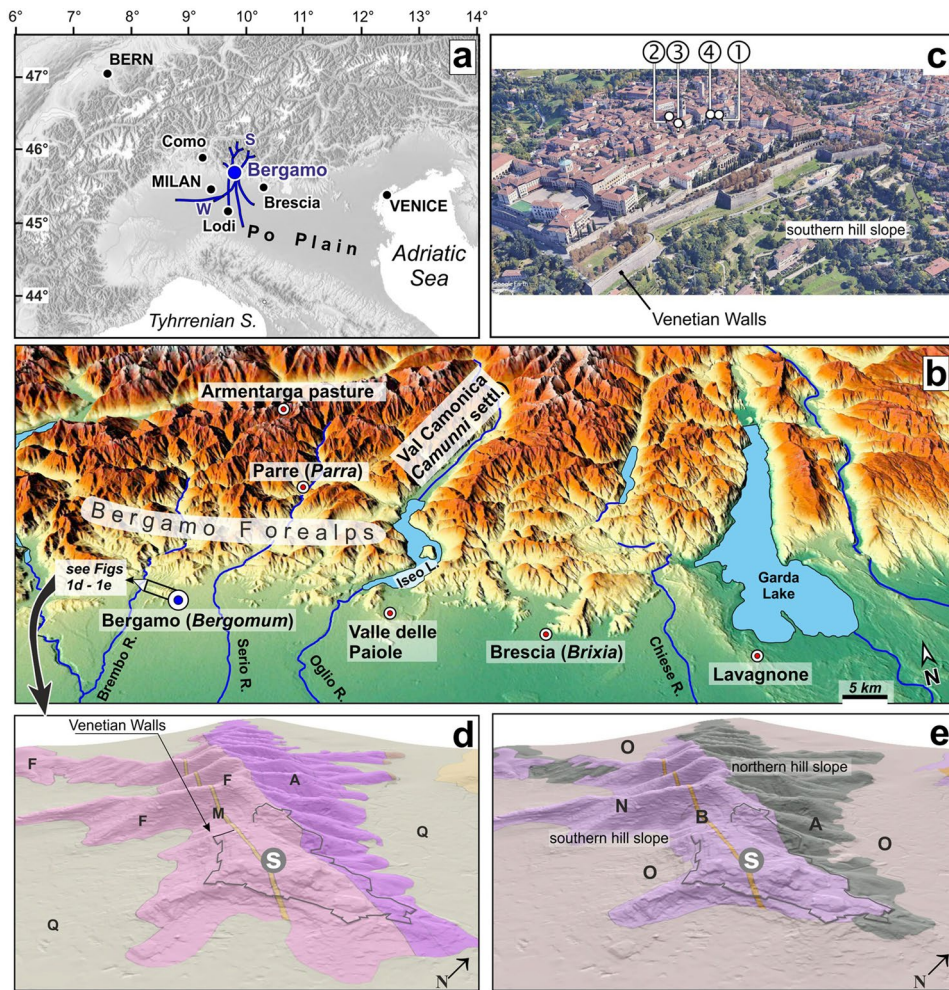 6° 7° 8° 9° 10° 11° 12° 13° 14°
47°
46°
45°
44°
a
BERN
Como
S
Bergamo
MILAN
W
Brescia
Lodi
VENICE
Po Plain
Adriatic
Sea
Tyhrrenian S.
c
2 3 4 1
southern hill slope
Google Earth
Venetian Walls
b
Armentarga pasture
Val Camonica
Camunni settl.
Parre (Parra)
Bergamo Forealps
see Figs
1d - 1e
Iseo L.
Garda
Lake
Bergamo (Bergomum)
Valle delle
Paiole
Brescia (Brixia)
Lavagnone
Brembo R.
Serio R.
Oglio R.
Chiese R.
N
5 km
d
Venetian Walls
F
F
A
F
M
Q
S
Q
N
e
O
northern hill slope
N
B
A
southern hill slope
O
O
S
N